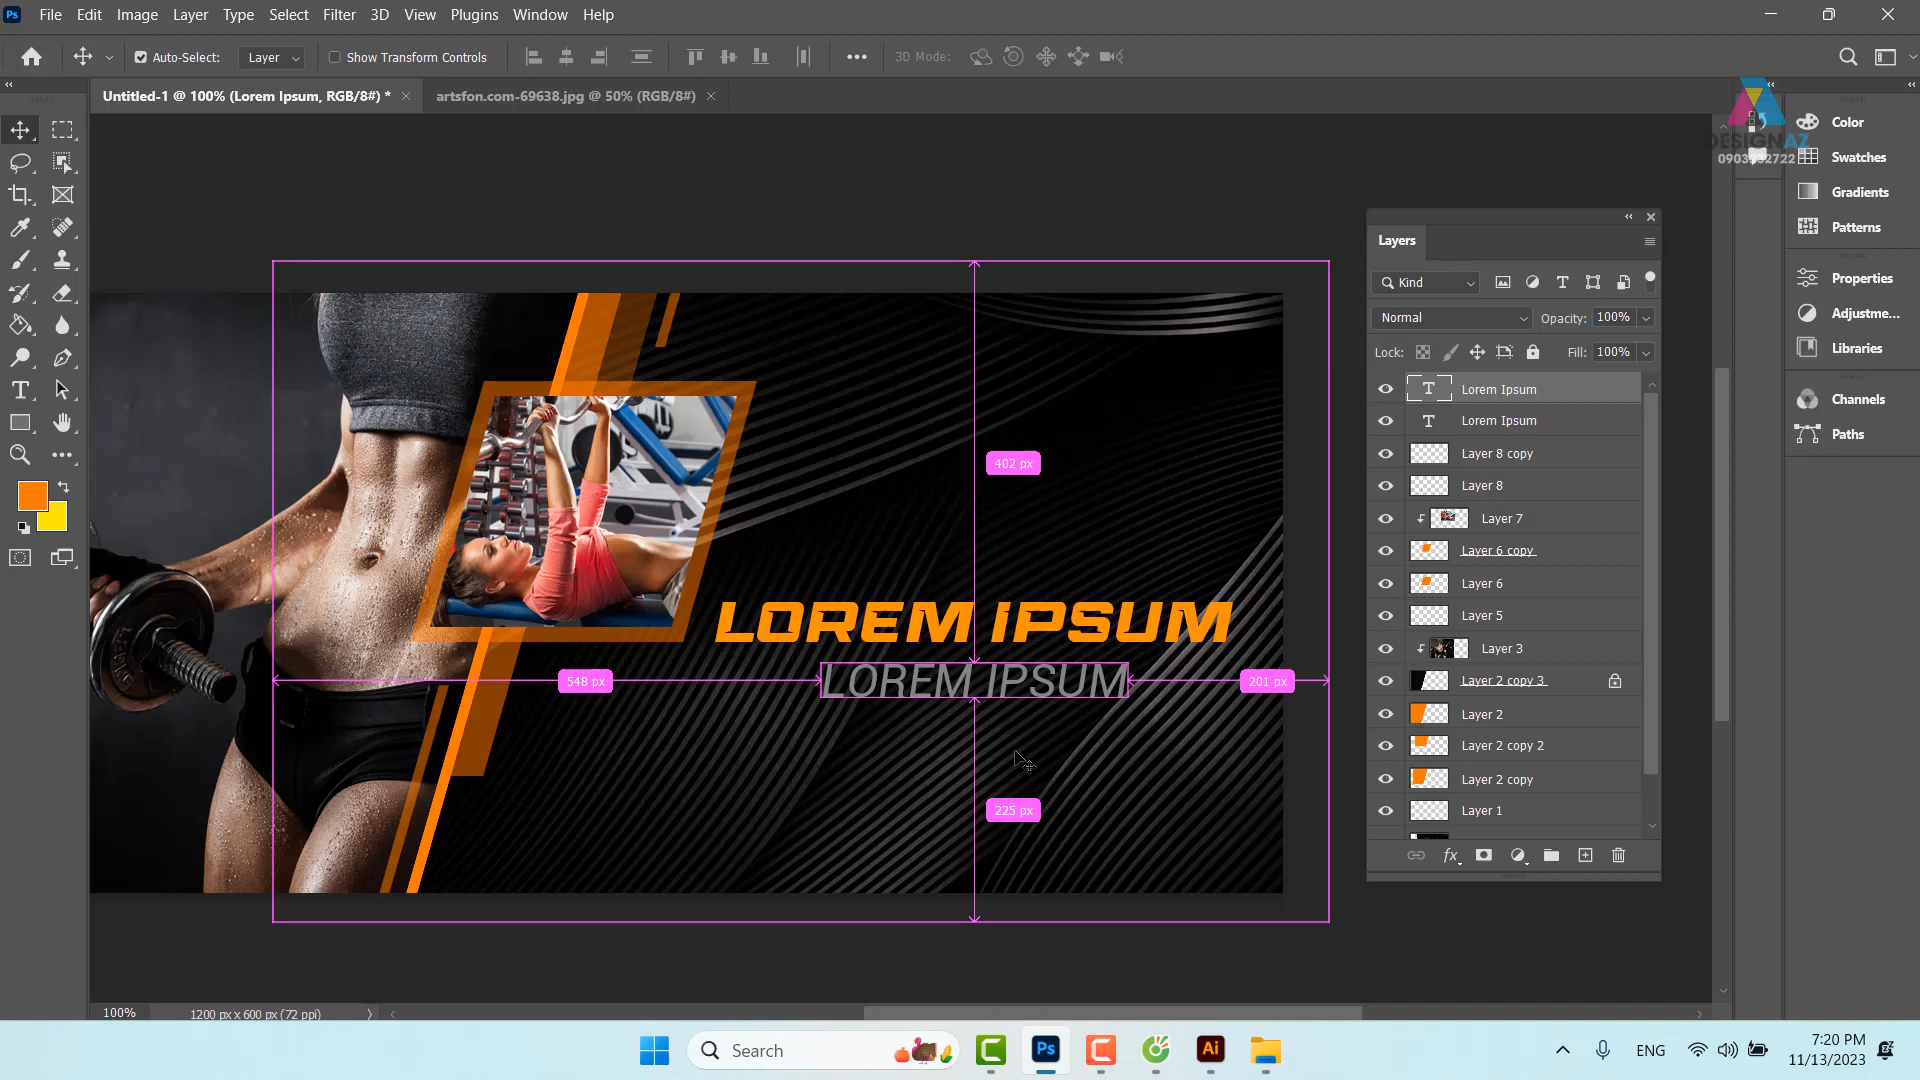 Ps File Edit Image Layer Type Select Filter 3D View Plugins Window Help
Auto-Select: Layer Show Transform Controls 3D Mode:
Untitled-1 @ 100% (Lorem Ipsum, RGB/8#) * artsfon.com-69638.jpg @ 50% (RGB/8#)
DESIGNAZ
Color
Swatches
Gradients
Patterns
Properties
Adjustme...
Libraries
Channels
Paths
Layers
Kind
Normal Opacity: 100%
Lock: Fill: 100%
T Lorem Ipsum
T Lorem Ipsum
Layer 8 copy
Layer 8
Layer 7
Layer 6 copy
Layer 6
Layer 5
Layer 3
Layer 2 copy 3
Layer 2
Layer 2 copy 2
Layer 2 copy
Layer 1
fx
402 px
LOREM IPSUM
548 px
LOREM IPSUM
201 px
225 px
100% 1200 px x 600 px (72 ppi)
Search
Ps
Ai
ENG
7:20 PM
11/13/2023